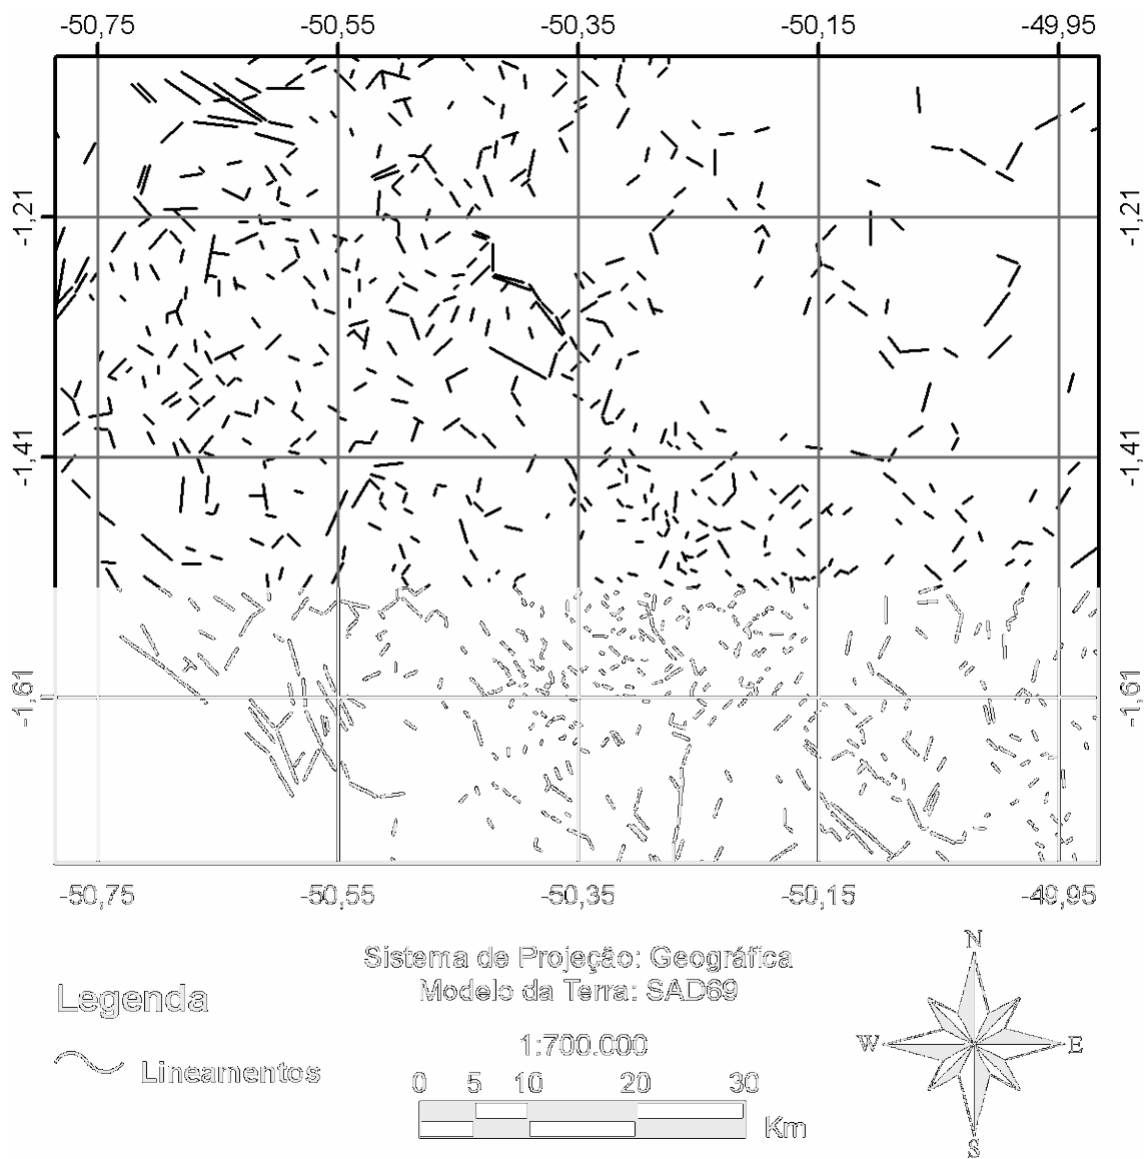 -50,75 -50,55 -50,35 -50,15 -49,95
-1,21 -1,21
-1,41 -1,41
-1,61 -1,61
-50,75 -50,55 -50,35 -50,15 -49,95
Sistema de Projeção: Geográfica
Modelo da Terra: SAD69
Legenda
Lineamentos
1:700.000
0 5 10 20 30
Km
N
W E
S